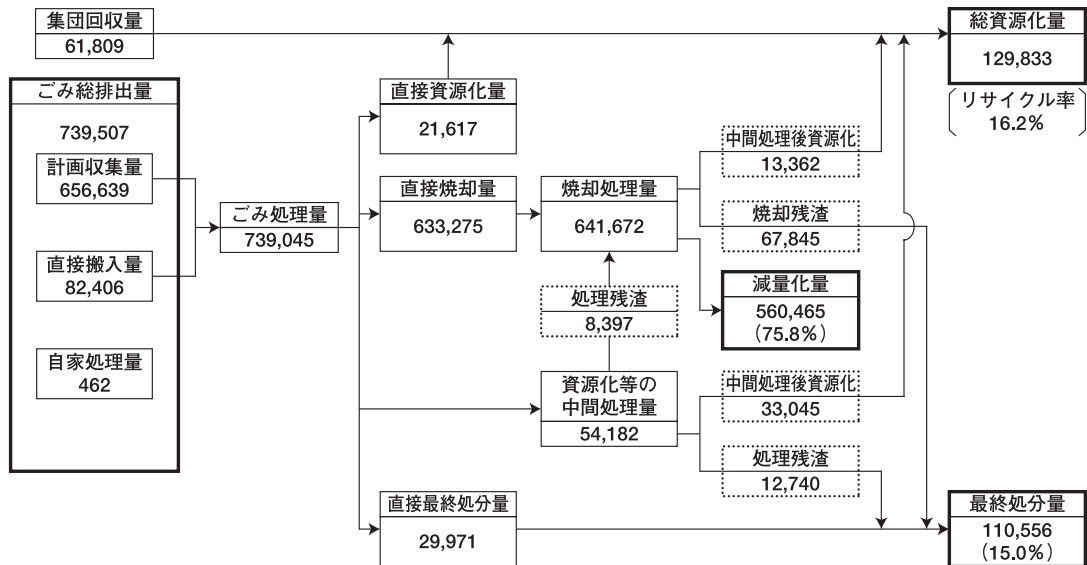 集団回収量
61,809
総資源化量
129,833
リサイクル率
16.2%
ごみ総排出量
739,507
計画収集量
656,639
直接搬入量
82,406
自家処理量
462
ごみ処理量
739,045
直接資源化量
21,617
直接焼却量
633,275
焼却処理量
641,672
中間処理後資源化
13,362
焼却残渣
67,845
減量化量
560,465
(75.8%)
処理残渣
8,397
資源化等の
中間処理量
54,182
中間処理後資源化
33,045
処理残渣
12,740
直接最終処分量
29,971
最終処分量
110,556
(15.0%)